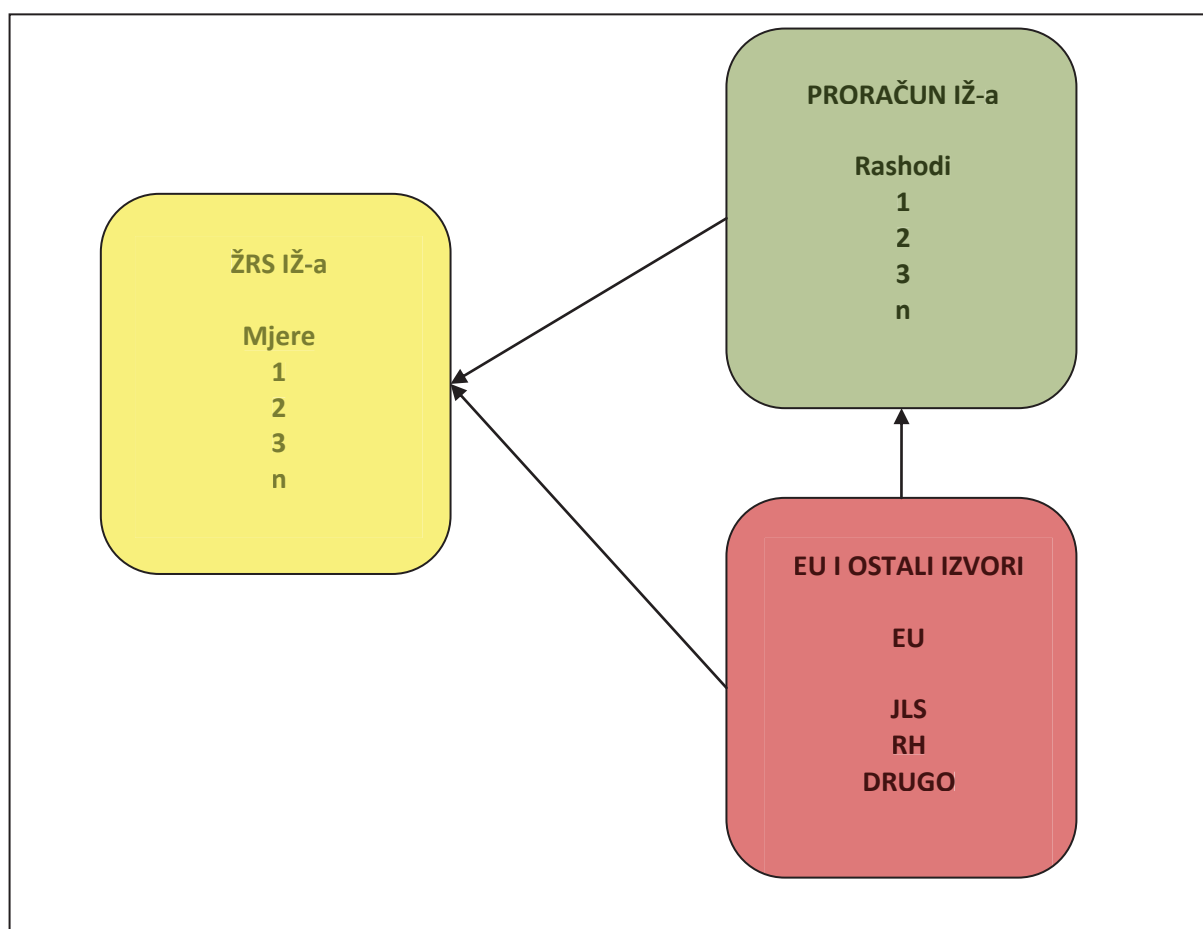 PRORAČUN IŽ-a
Rashodi
1
2
3
n
ŽRS IŽ-a
Mjere
1
2
3
n
EU I OSTALI IZVORI
EU
JLS
RH
DRUGO